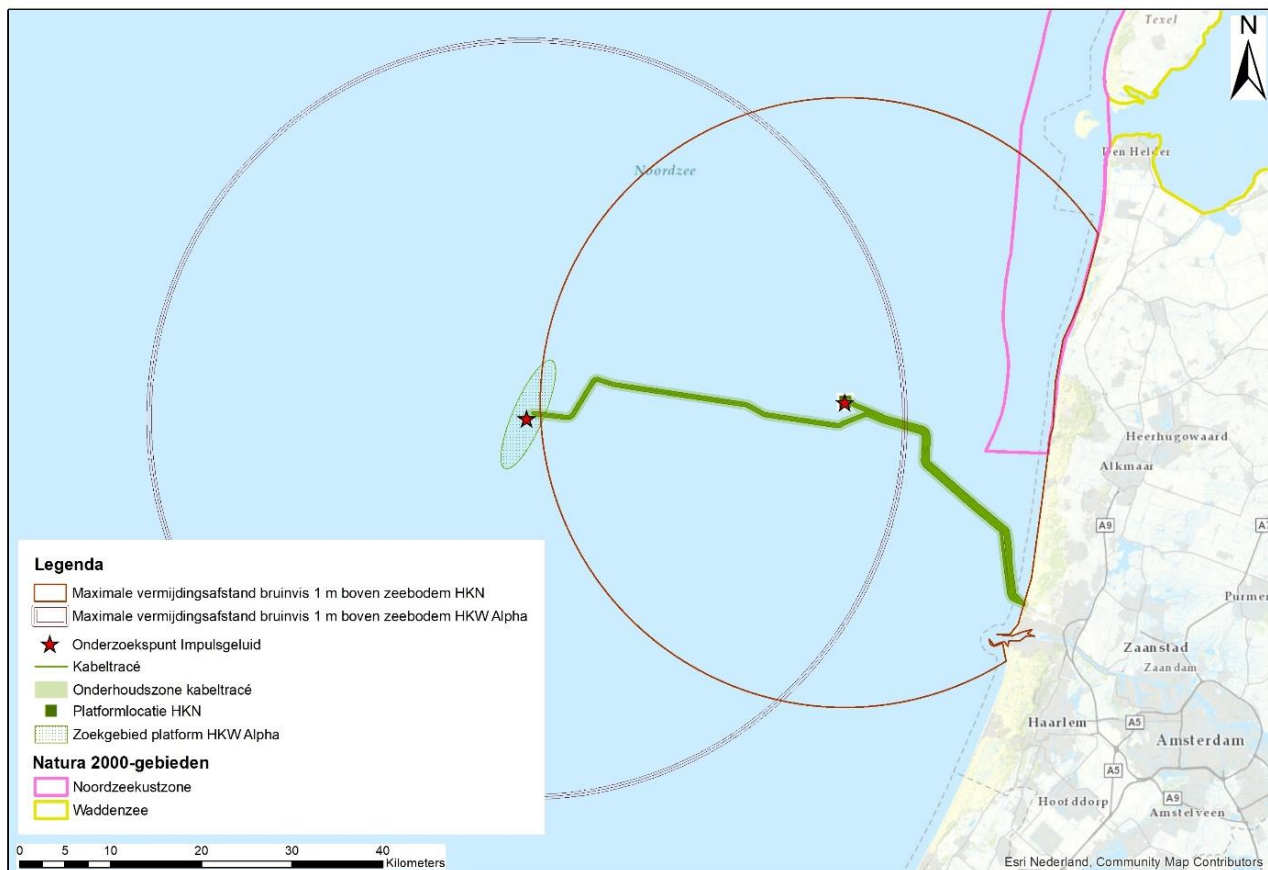 Texel
N
Noordzee
Den Helder
Heerhugowaard
Alkmaar
A9
A7
Purmer
Zaanstad
Zaandam
Haarlem
A5
Amsterdam
A5
A9
Hoofddorp
Amstelveen
Legenda
Maximale vermijdingsafstand bruinvis 1 m boven zeebodem HKN
Maximale vermijdingsafstand bruinvis 1 m boven zeebodem HKW Alpha
Onderzoekspunt Impulsgeluid
Kabeltracé
Onderhoudszone kabeltracé
Platformlocatie HKN
Zoekgebied platform HKW Alpha
Natura 2000-gebieden
Noordzeekustzone
Waddenzee
0 5 10 20 30 40
Kilometers
Esri Nederland, Community Map Contributors